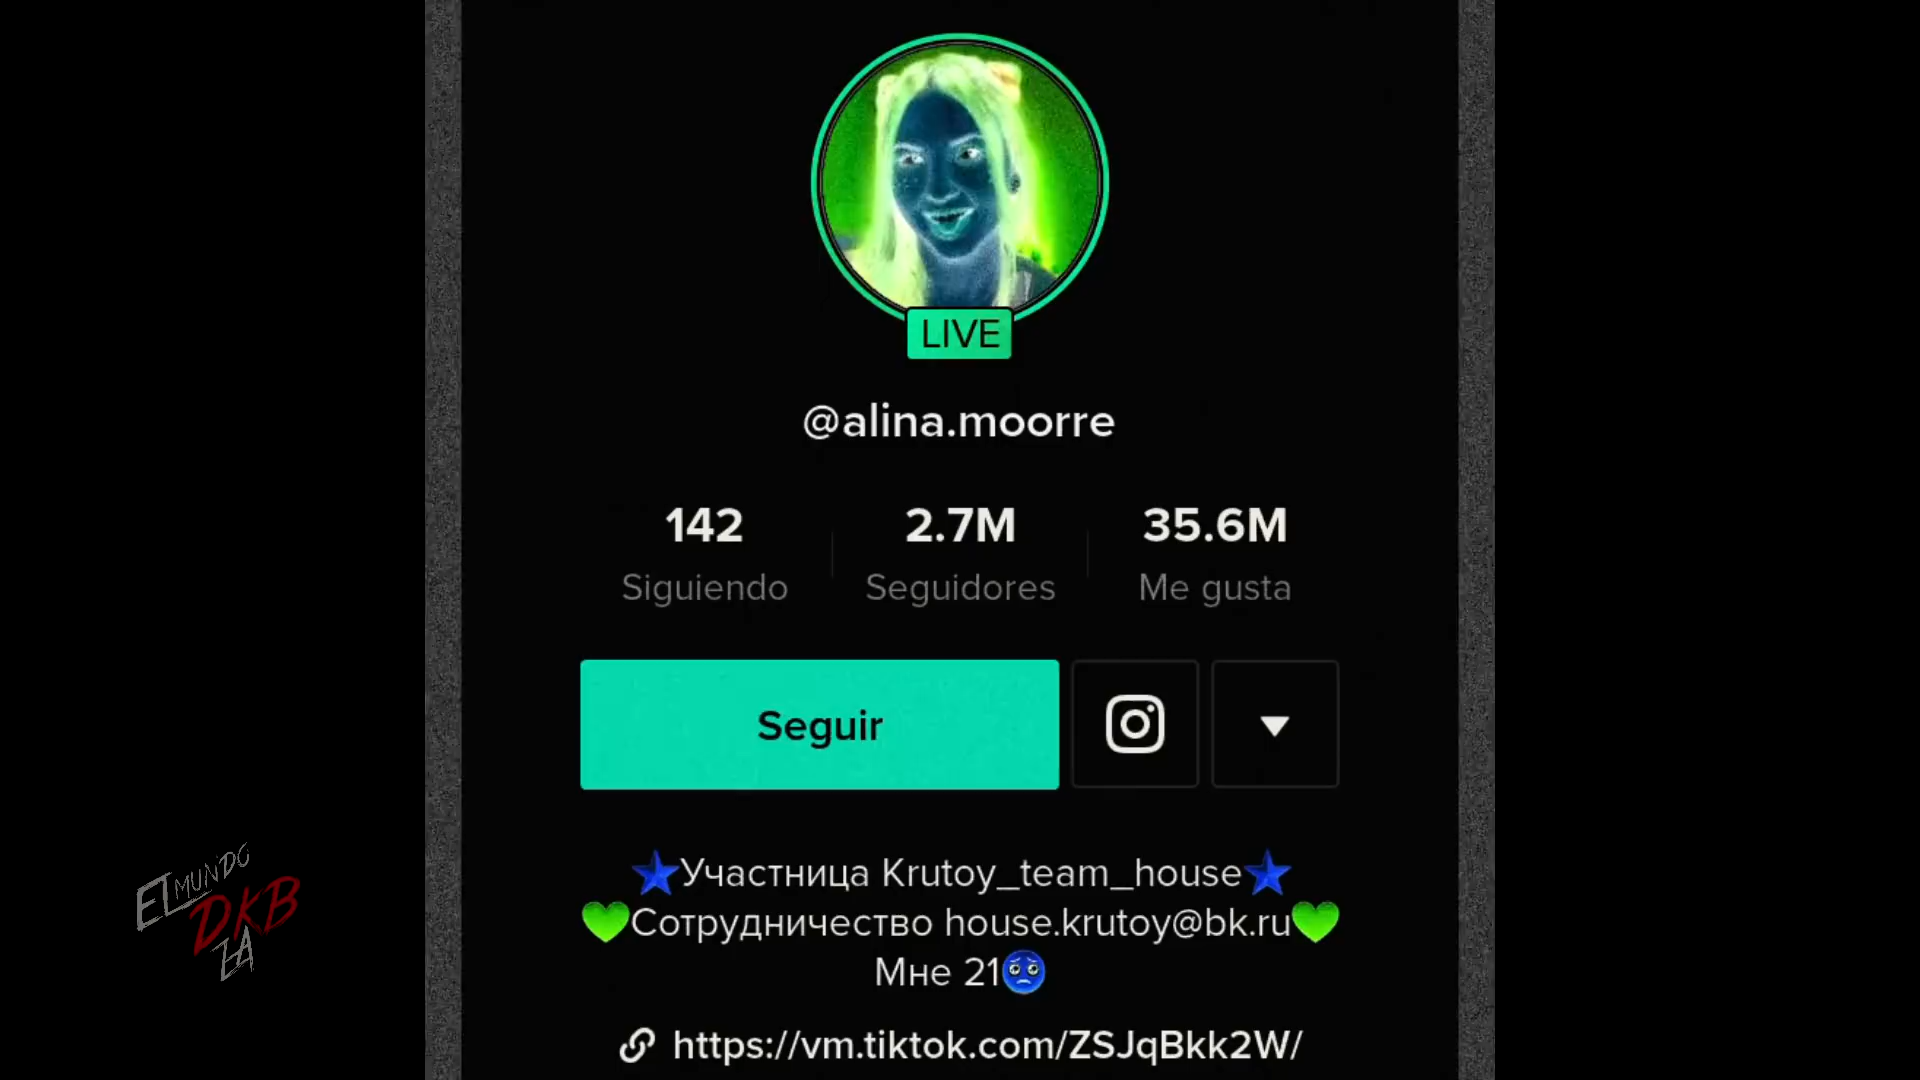 LIVE
@alina.moorre
142 2.7M 35.6M
Siguiendo Seguidores Me gusta
Seguir
Участница Krutoy_team_house
Сотрудничество house.krutoy@bk.ru
Мне 21
https://vm.tiktok.com/ZSJqBkk2W/
EL MUNDO
DKB
ZA